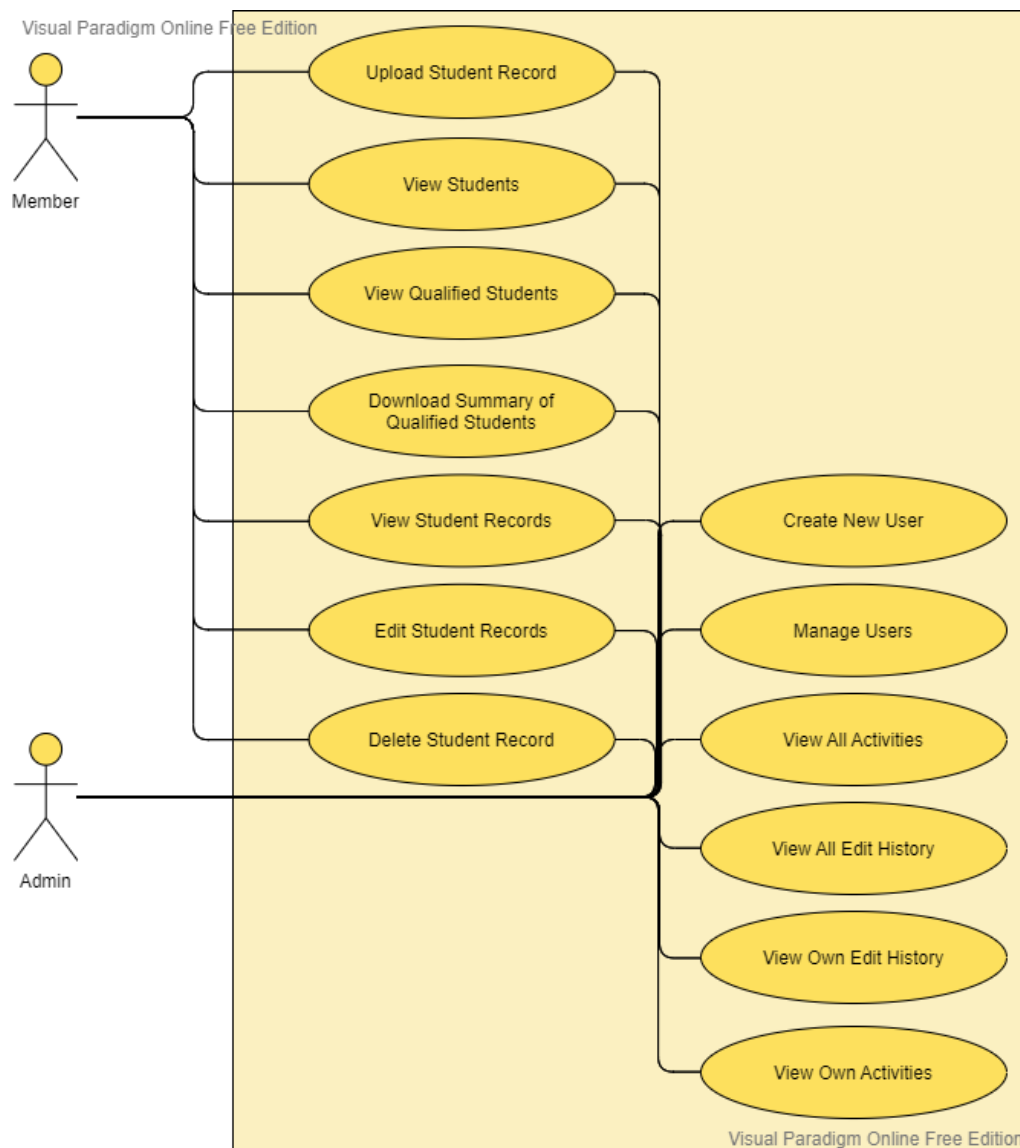 Visual Paradigm Online Free Edition
Upload Student Record
Member
View Students
View Qualified Students
Download Summary of
Qualified Students
View Student Records
Create New User
Edit Student Records
Manage Users
Delete Student Record
View All Activities
Admin
View All Edit History
View Own Edit History
View Own Activities
Visual Paradigm Online Free Edition